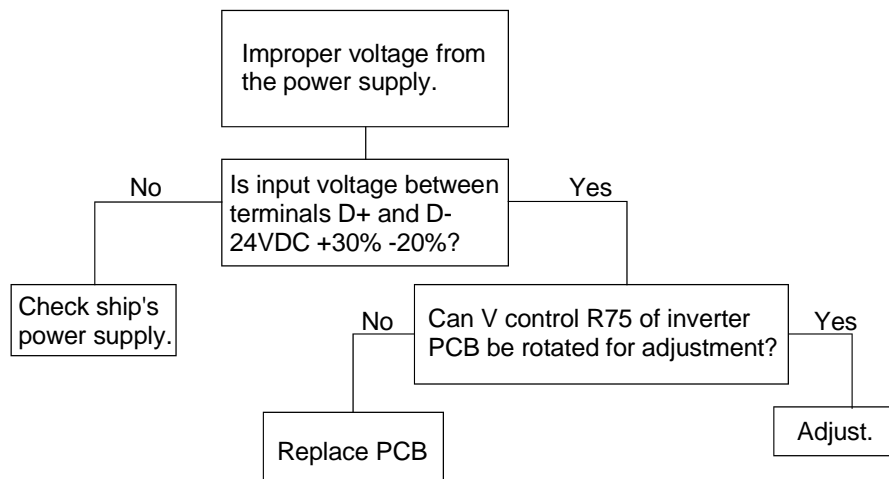 Improper voltage from
the power supply.
No
Is input voltage between
terminals D+ and D-
24VDC +30% -20%?
Yes
Check ship's
power supply.
No
Can V control R75 of inverter
PCB be rotated for adjustment?
Yes
Replace PCB
Adjust.